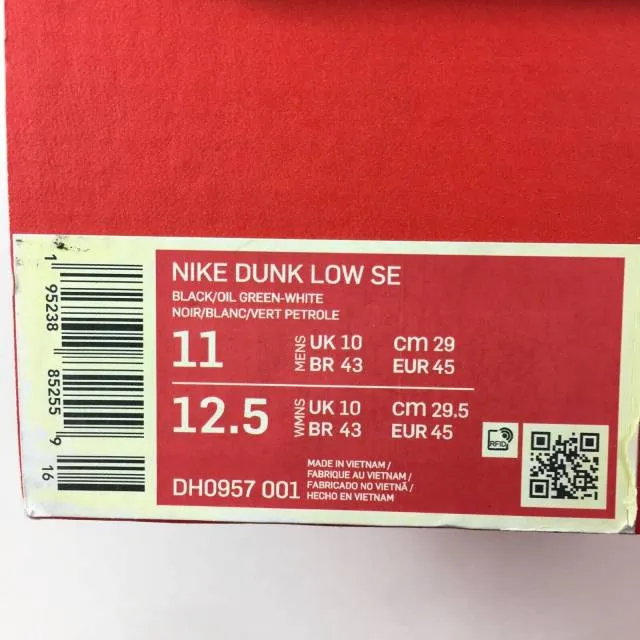 NIKE DUNK LOW SE
BLACK/OIL GREEN-WHITE
NOIR/BLANC/VERT PETROLE
11 MENS UK 10 cm 29
BR 43 EUR 45
12.5 WMNS UK 10 cm 29.5
BR 43 EUR 45
DH0957 001
MADE IN VIETNAM /
FABRIQUE AU VIETNAM /
FABRICADO NO VIETNÃ /
HECHO EN VIETNAM
RFID
1 95238 85255 9 16